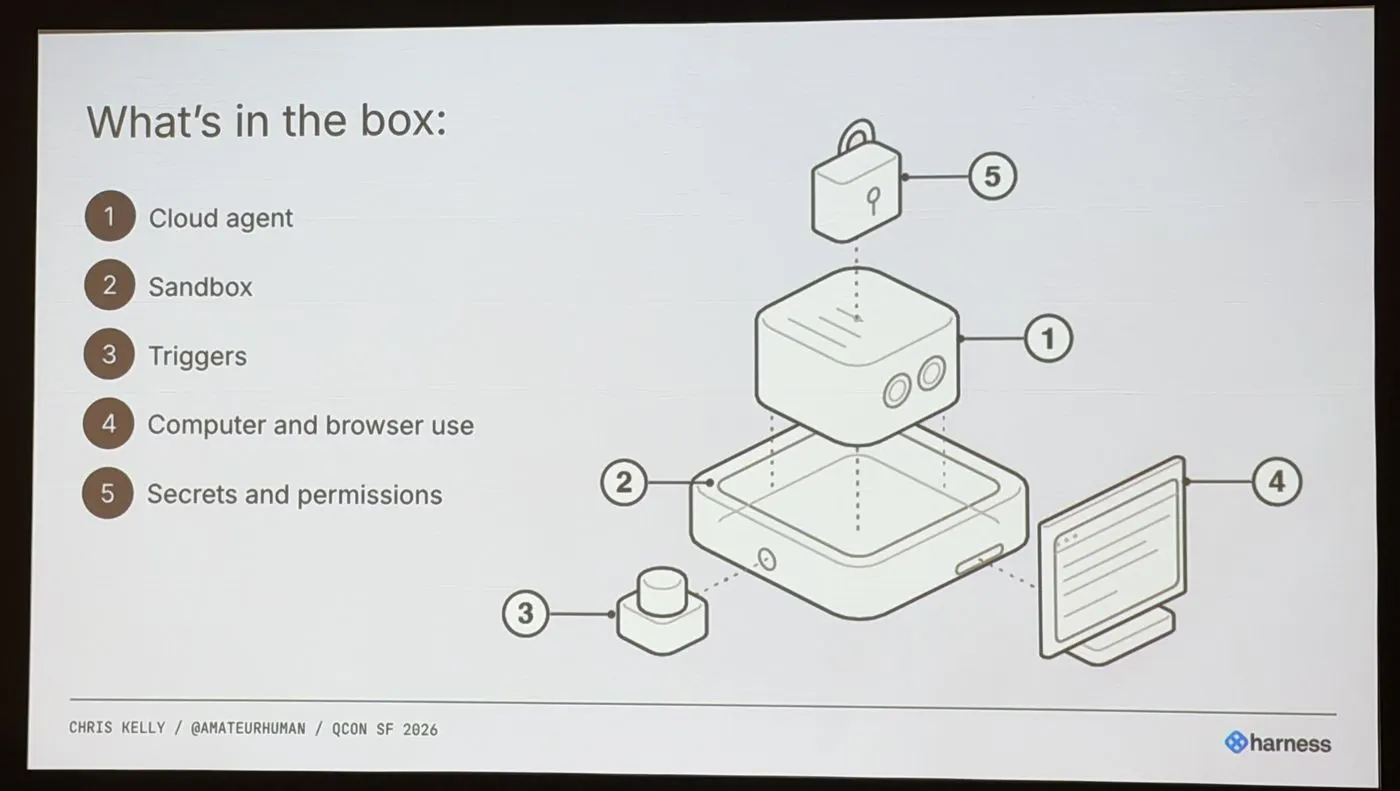 What's in the box:
1 Cloud agent
2 Sandbox
3 Triggers
4 Computer and browser use
5 Secrets and permissions
5
1
2
4
3
CHRIS KELLY / @AMATEURHUMAN / QCON SF 2026
harness